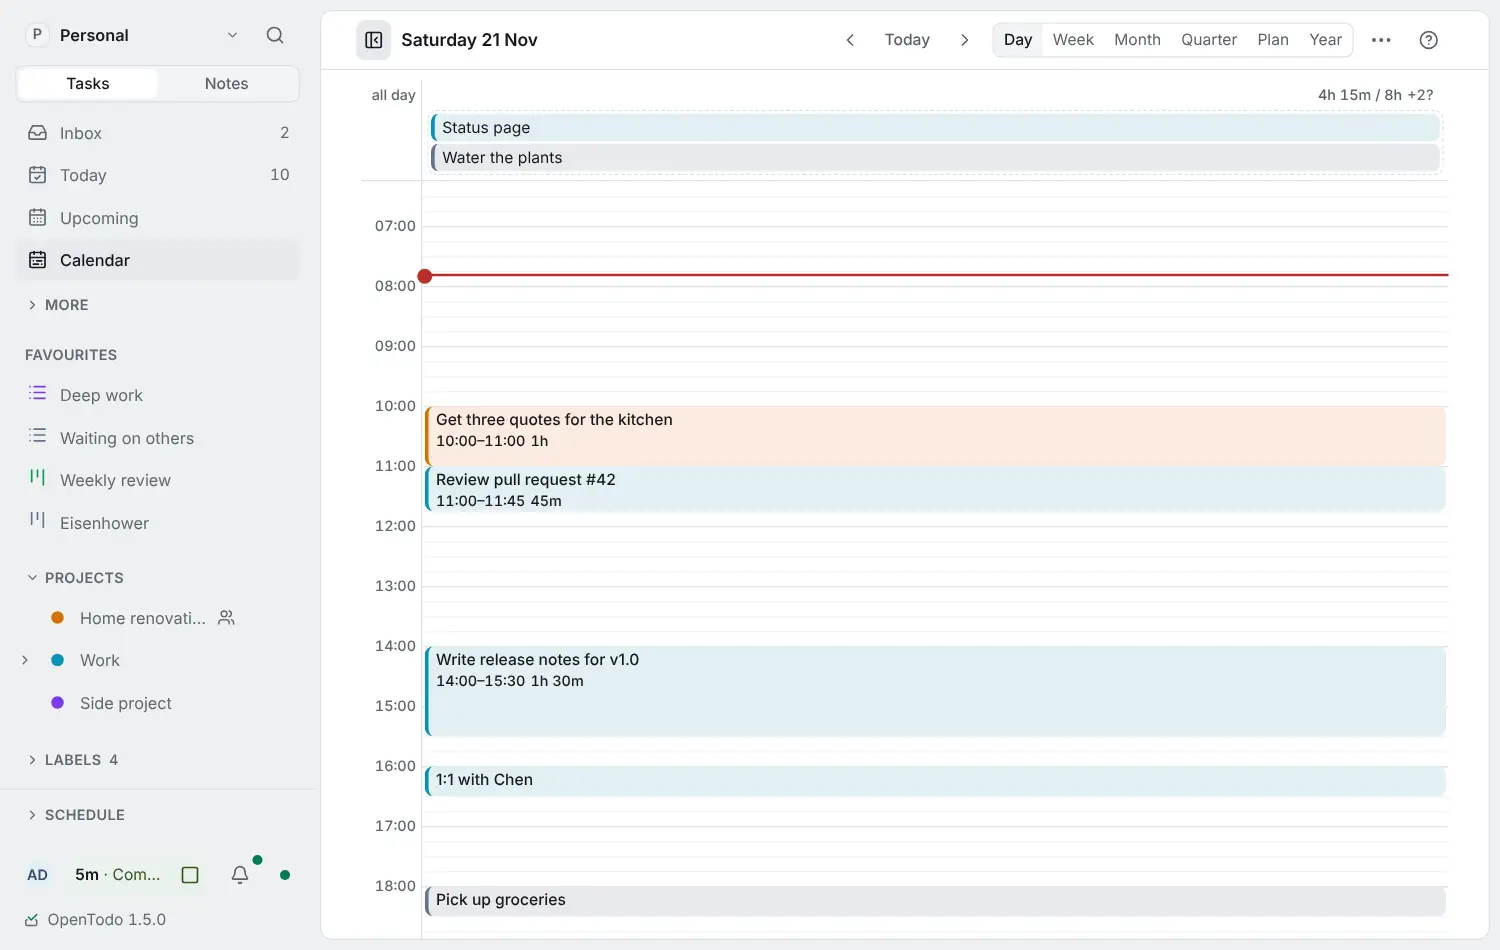 P Personal
Tasks Notes
Inbox 2
Today 10
Upcoming
Calendar
MORE
FAVOURITES
Deep work
Waiting on others
Weekly review
Eisenhower
PROJECTS
Home renovati...
Work
Side project
LABELS 4
SCHEDULE
AD 5m · Com...
OpenTodo 1.5.0
Saturday 21 Nov
Today
Day Week Month Quarter Plan Year
all day 4h 15m / 8h +2?
Status page
Water the plants
07:00
08:00
09:00
10:00
Get three quotes for the kitchen
10:00–11:00 1h
11:00
Review pull request #42
11:00–11:45 45m
12:00
13:00
14:00
Write release notes for v1.0
14:00–15:30 1h 30m
15:00
16:00
1:1 with Chen
17:00
18:00
Pick up groceries